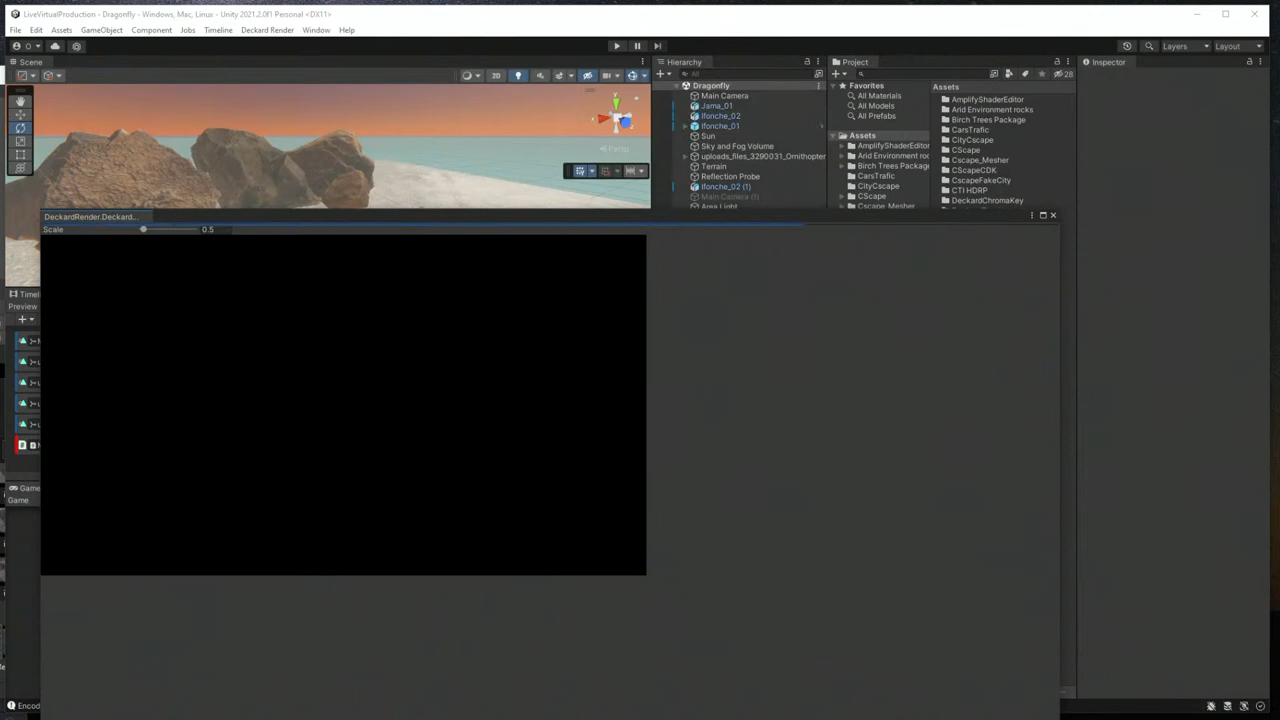 LiveVirtualProduction - Dragonfly - Windows, Mac, Linux - Unity 2021.2.0f1 Personal <DX11>
File Edit Assets GameObject Component Jobs Timeline Deckard Render Window Help
Layers Layout
Scene
2D
Persp
Hierarchy
All
Dragonfly
Main Camera
Jama_01
Ifonche_02
Ifonche_01
Sun
Sky and Fog Volume
uploads_files_3290031_Ornithopter
Terrain
Reflection Probe
Ifonche_02 (1)
Main Camera (1)
Area Light
Project
28
Favorites
All Materials
All Models
All Prefabs
Assets
AmplifyShaderEditor
Arid Environment roc
Birch Trees Package
CarsTrafic
CityCscape
CScape
Cscape_Mesher
Assets
AmplifyShaderEditor
Arid Environment rocks
Birch Trees Package
CarsTrafic
CityCscape
CScape
Cscape_Mesher
CScapeCDK
CscapeFakeCity
CTI HDRP
DeckardChromaKey
Inspector
DeckardRender.Deckard...
Scale 0.5
Timel
Preview
Game
Game
Encod